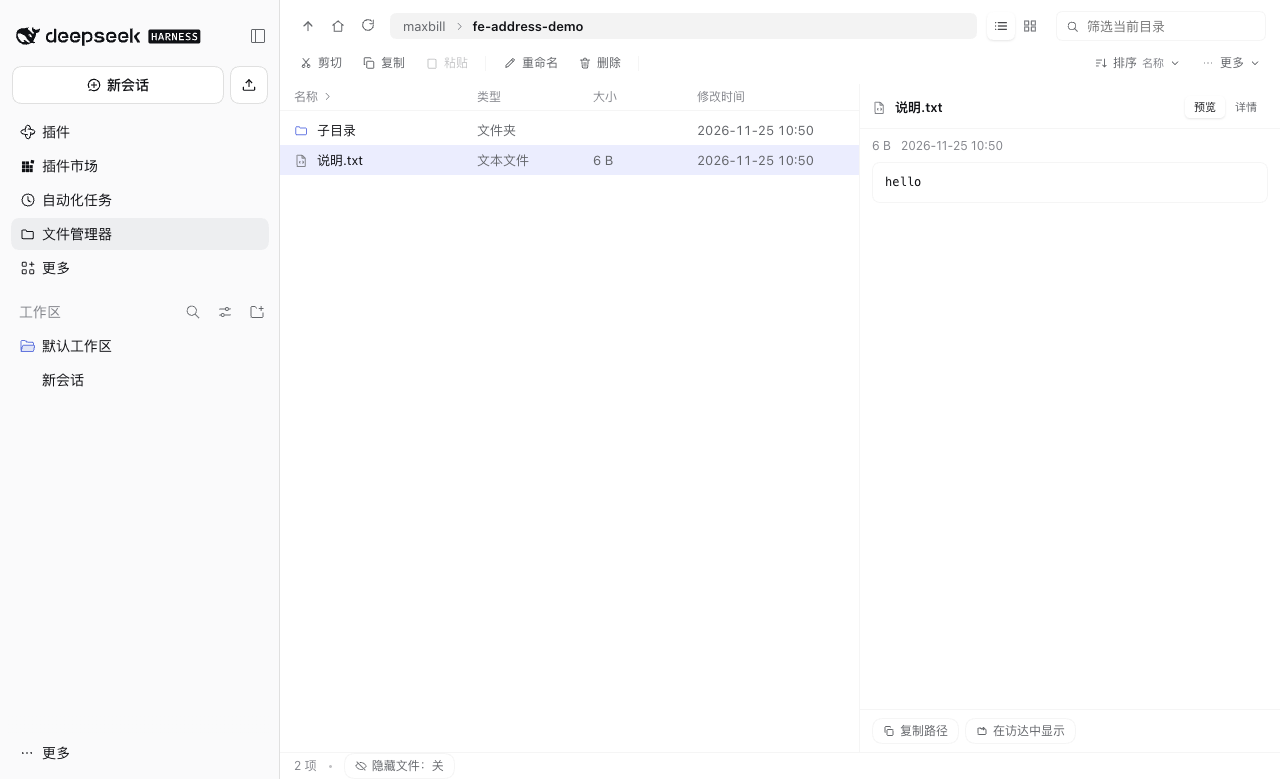 deepseek HARNESS
新会话
插件
插件市场
自动化任务
文件管理器
更多
工作区
默认工作区
新会话
更多
maxbill > fe-address-demo
筛选当前目录
剪切 复制 粘贴 重命名 删除 排序 名称 更多
名称 类型 大小 修改时间
子目录 文件夹 2026-11-25 10:50
说明.txt 文本文件 6 B 2026-11-25 10:50
说明.txt 预览 详情
6 B 2026-11-25 10:50
hello
复制路径 在访达中显示
2 项 • 隐藏文件：关